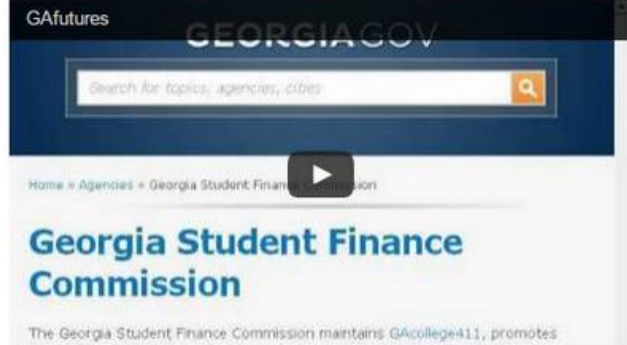 GAfutures
GEORGIAGOV
Search for topics, agencies, cities
Home » Agencies » Georgia Student Finance Commission
Georgia Student Finance
Commission
The Georgia Student Finance Commission maintains GAcollege411, promotes